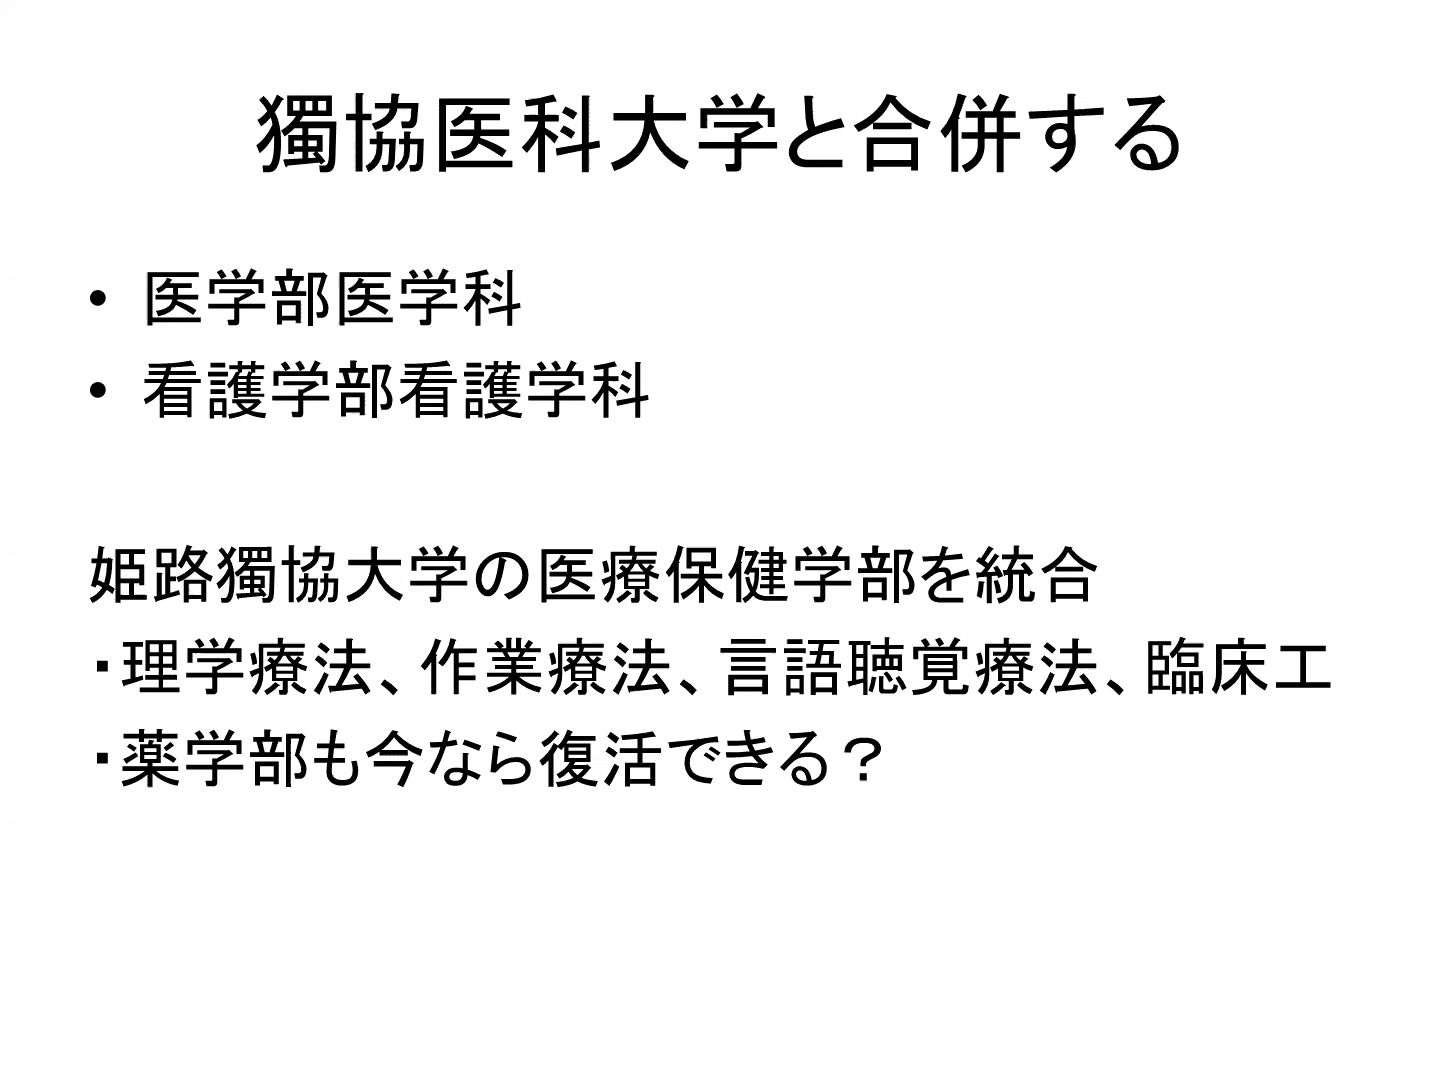 獨協医科大学と合併する
• 医学部医学科
• 看護学部看護学科
姫路獨協大学の医療保健学部を統合
・理学療法、作業療法、言語聴覚療法、臨床工
・薬学部も今なら復活できる？